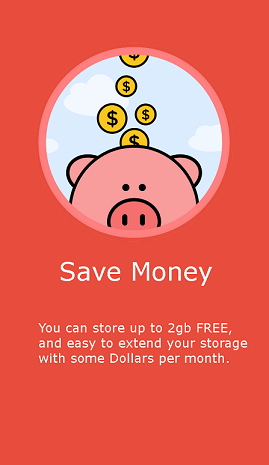 $
$
$
$
$
Save Money
You can store up to 2gb FREE,
and easy to extend your storage
with some Dollars per month.